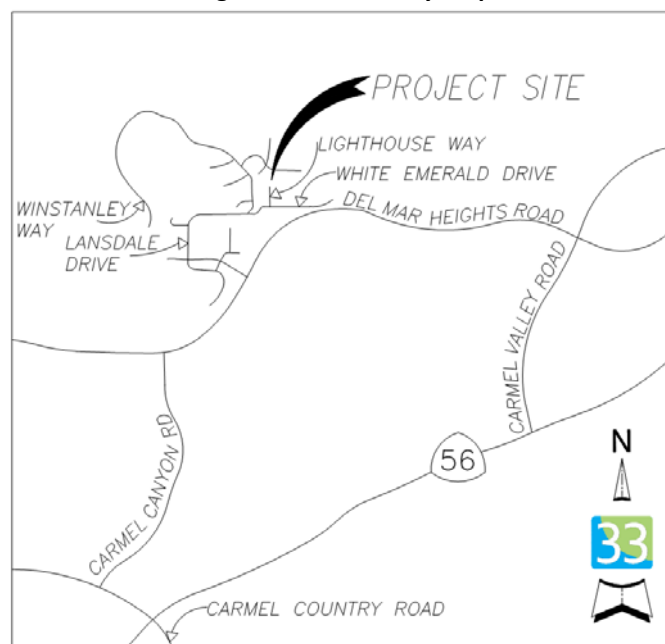 PROJECT SITE
LIGHTHOUSE WAY
WHITE EMERALD DRIVE
DEL MAR HEIGHTS ROAD
WINSTANLEY
WAY
LANSDALE
DRIVE
CARMEL VALLEY ROAD
56
N
CARMEL CANYON RD
33
CARMEL COUNTRY ROAD